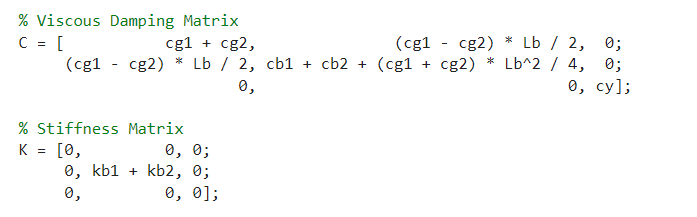 % Viscous Damping Matrix
C = [ cg1 + cg2, (cg1 - cg2) * Lb / 2, 0;
(cg1 - cg2) * Lb / 2, cb1 + cb2 + (cg1 + cg2) * Lb^2 / 4, 0;
0, 0, cy];
% Stiffness Matrix
K = [0, 0, 0;
0, kb1 + kb2, 0;
0, 0, 0];